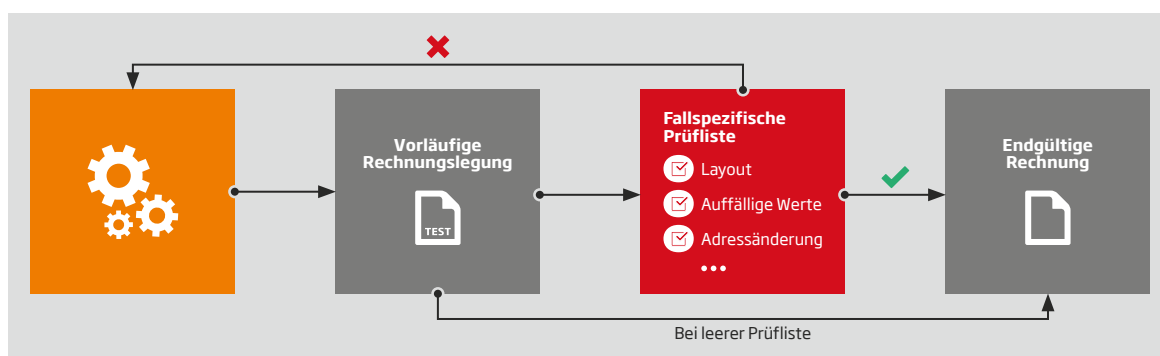 Vorläufige
Rechnungslegung
TEST
Fallspezifische
Prüfliste
Layout
Auffällige Werte
Adressänderung
Endgültige
Rechnung
Bei leerer Prüfliste